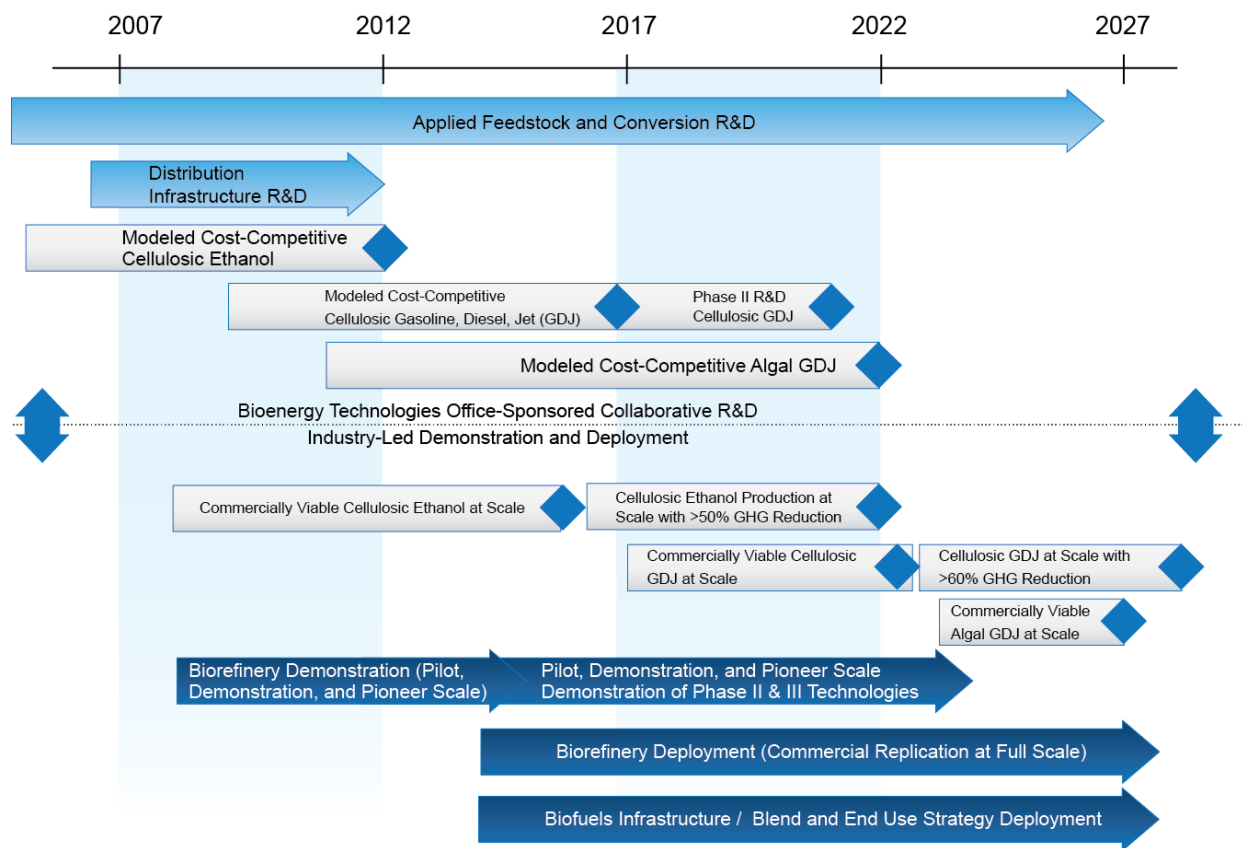 2007 2012 2017 2022 2027
Applied Feedstock and Conversion R&D
Distribution
Infrastructure R&D
Modeled Cost-Competitive
Cellulosic Ethanol
Modeled Cost-Competitive
Cellulosic Gasoline, Diesel, Jet (GDJ)
Phase II R&D
Cellulosic GDJ
Modeled Cost-Competitive Algal GDJ
Bioenergy Technologies Office-Sponsored Collaborative R&D
Industry-Led Demonstration and Deployment
Commercially Viable Cellulosic Ethanol at Scale
Cellulosic Ethanol Production at
Scale with >50% GHG Reduction
Commercially Viable Cellulosic
GDJ at Scale
Cellulosic GDJ at Scale with
>60% GHG Reduction
Commercially Viable
Algal GDJ at Scale
Biorefinery Demonstration (Pilot,
Demonstration, and Pioneer Scale)
Pilot, Demonstration, and Pioneer Scale
Demonstration of Phase II & III Technologies
Biorefinery Deployment (Commercial Replication at Full Scale)
Biofuels Infrastructure / Blend and End Use Strategy Deployment